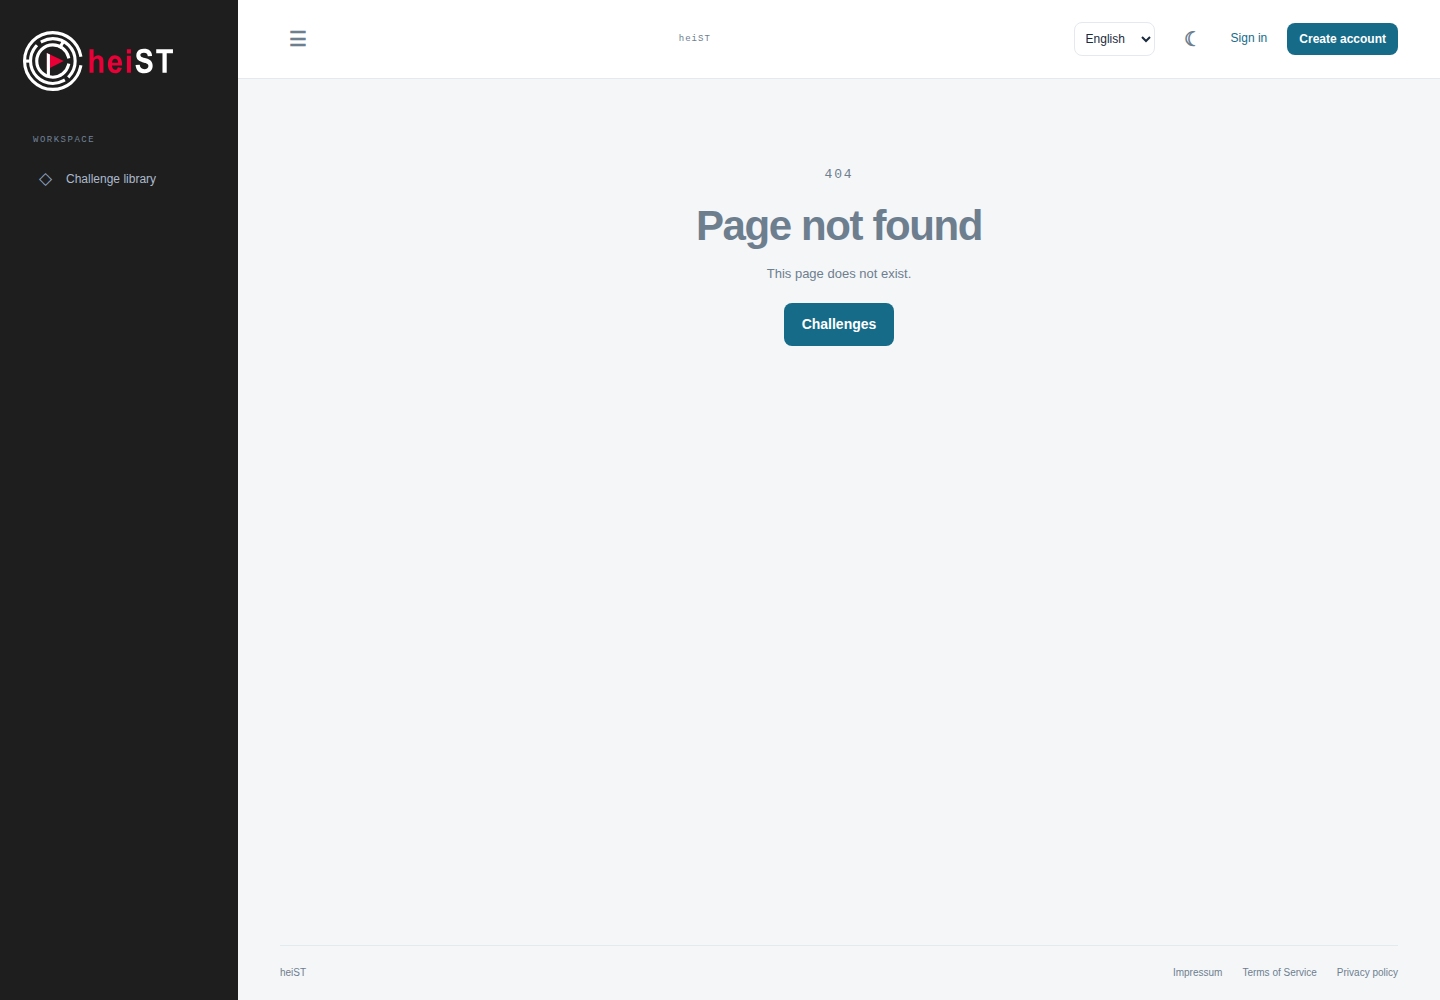 heiST
WORKSPACE
Challenge library
heiST
English
Sign in
Create account
404
Page not found
This page does not exist.
Challenges
heiST
Impressum
Terms of Service
Privacy policy